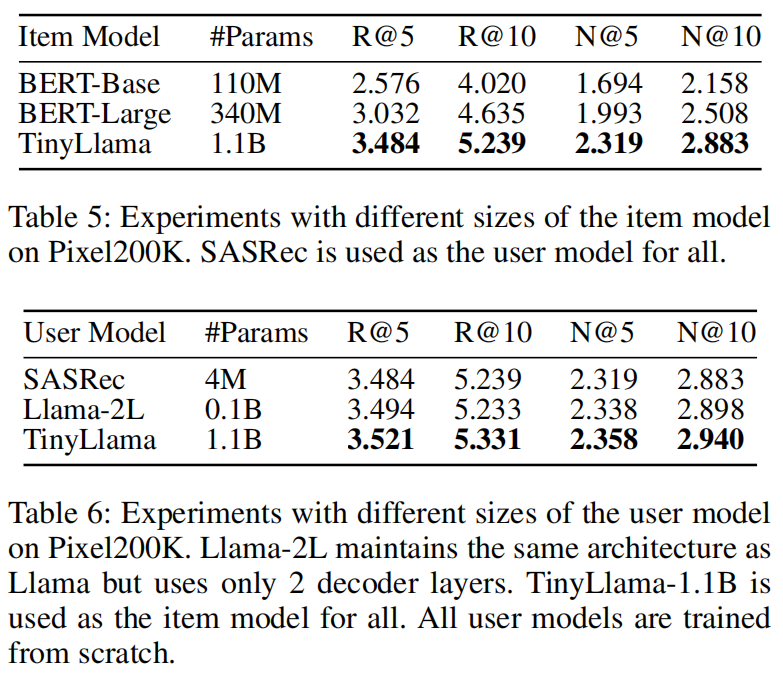 Item Model #Params R@5 R@10 N@5 N@10
BERT-Base 110M 2.576 4.020 1.694 2.158
BERT-Large 340M 3.032 4.635 1.993 2.508
TinyLlama 1.1B 3.484 5.239 2.319 2.883
Table 5: Experiments with different sizes of the item model
on Pixel200K. SASRec is used as the user model for all.
User Model #Params R@5 R@10 N@5 N@10
SASRec 4M 3.484 5.239 2.319 2.883
Llama-2L 0.1B 3.494 5.233 2.338 2.898
TinyLlama 1.1B 3.521 5.331 2.358 2.940
Table 6: Experiments with different sizes of the user model
on Pixel200K. Llama-2L maintains the same architecture as
Llama but uses only 2 decoder layers. TinyLlama-1.1B is
used as the item model for all. All user models are trained
from scratch.